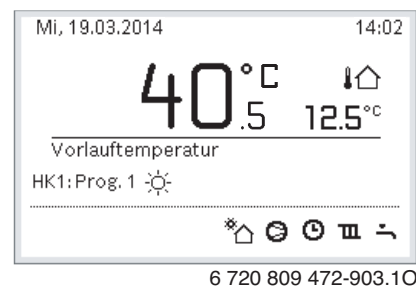 Mi, 19.03.2014 14:02
40.5 °C 12.5°C
Vorlauftemperatur
HK1: Prog. 1
6 720 809 472-903.1O